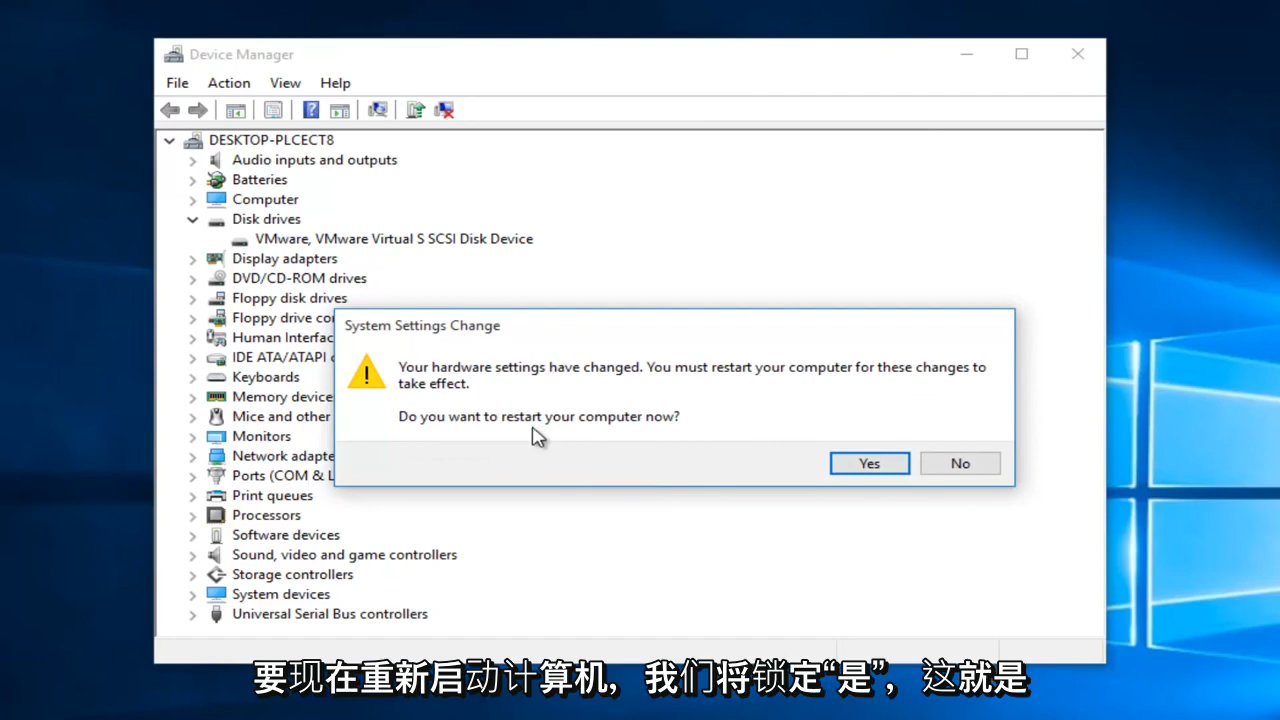 Device Manager
File Action View Help
DESKTOP-PLCECT8
Audio inputs and outputs
Batteries
Computer
Disk drives
VMware, VMware Virtual S SCSI Disk Device
Display adapters
DVD/CD-ROM drives
Floppy disk drives
Floppy drive co
Human Interfac
IDE ATA/ATAPI
Keyboards
Memory device
Mice and other
Monitors
Network adapte
Ports (COM & L
Print queues
Processors
Software devices
Sound, video and game controllers
Storage controllers
System devices
Universal Serial Bus controllers
System Settings Change
Your hardware settings have changed. You must restart your computer for these changes to
take effect.
Do you want to restart your computer now?
Yes No
要现在重新启动计算机，我们将锁定“是”，这就是